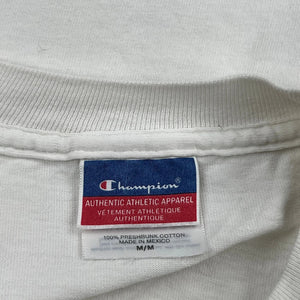 Champion
AUTHENTIC ATHLETIC APPAREL
VÊTEMENT ATHLÉTIQUE
AUTHENTIQUE
100% PRESHRUNK COTTON
MADE IN MEXICO
M/M